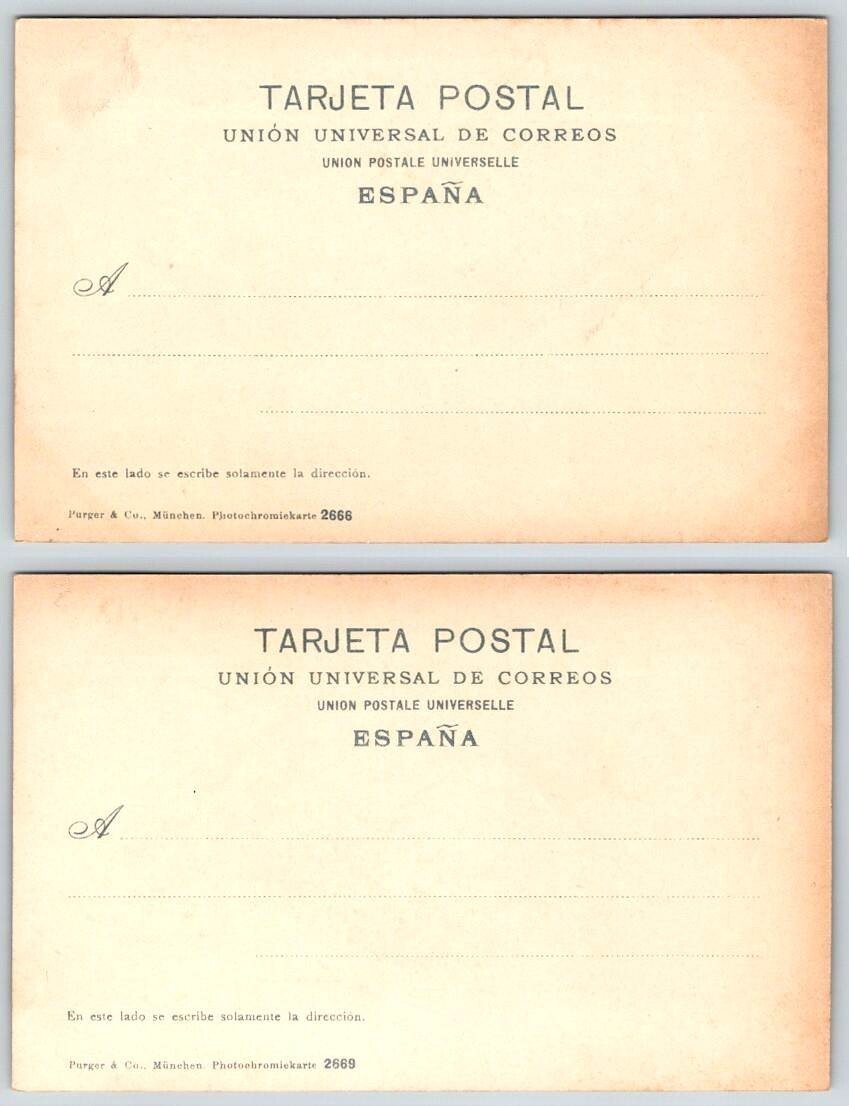 TARJETA POSTAL
UNIÓN UNIVERSAL DE CORREOS
UNION POSTALE UNIVERSELLE
ESPAÑA
A
En este lado se escribe solamente la dirección.
Purger & Co., München. Photochromiekarte 2666
TARJETA POSTAL
UNIÓN UNIVERSAL DE CORREOS
UNION POSTALE UNIVERSELLE
ESPAÑA
A
En este lado se escribe solamente la dirección.
Purger & Co., München. Photochromiekarte 2669